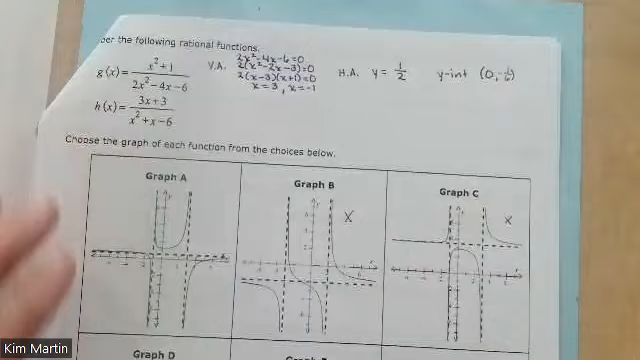 the following rational functions.
g(x) = x² + 1 / 2x² - 4x - 6
V.A. 2x² - 4x - 6 = 0
2(x² - 2x - 3) = 0
2(x - 3)(x + 1) = 0
x = 3, x = -1
H.A. y = 1/2
y-int (0, -1/6)
h(x) = 3x + 3 / x² + x - 6
Choose the graph of each function from the choices below.
Graph A
Graph B
X
Graph C
X
Graph D
Kim Martin